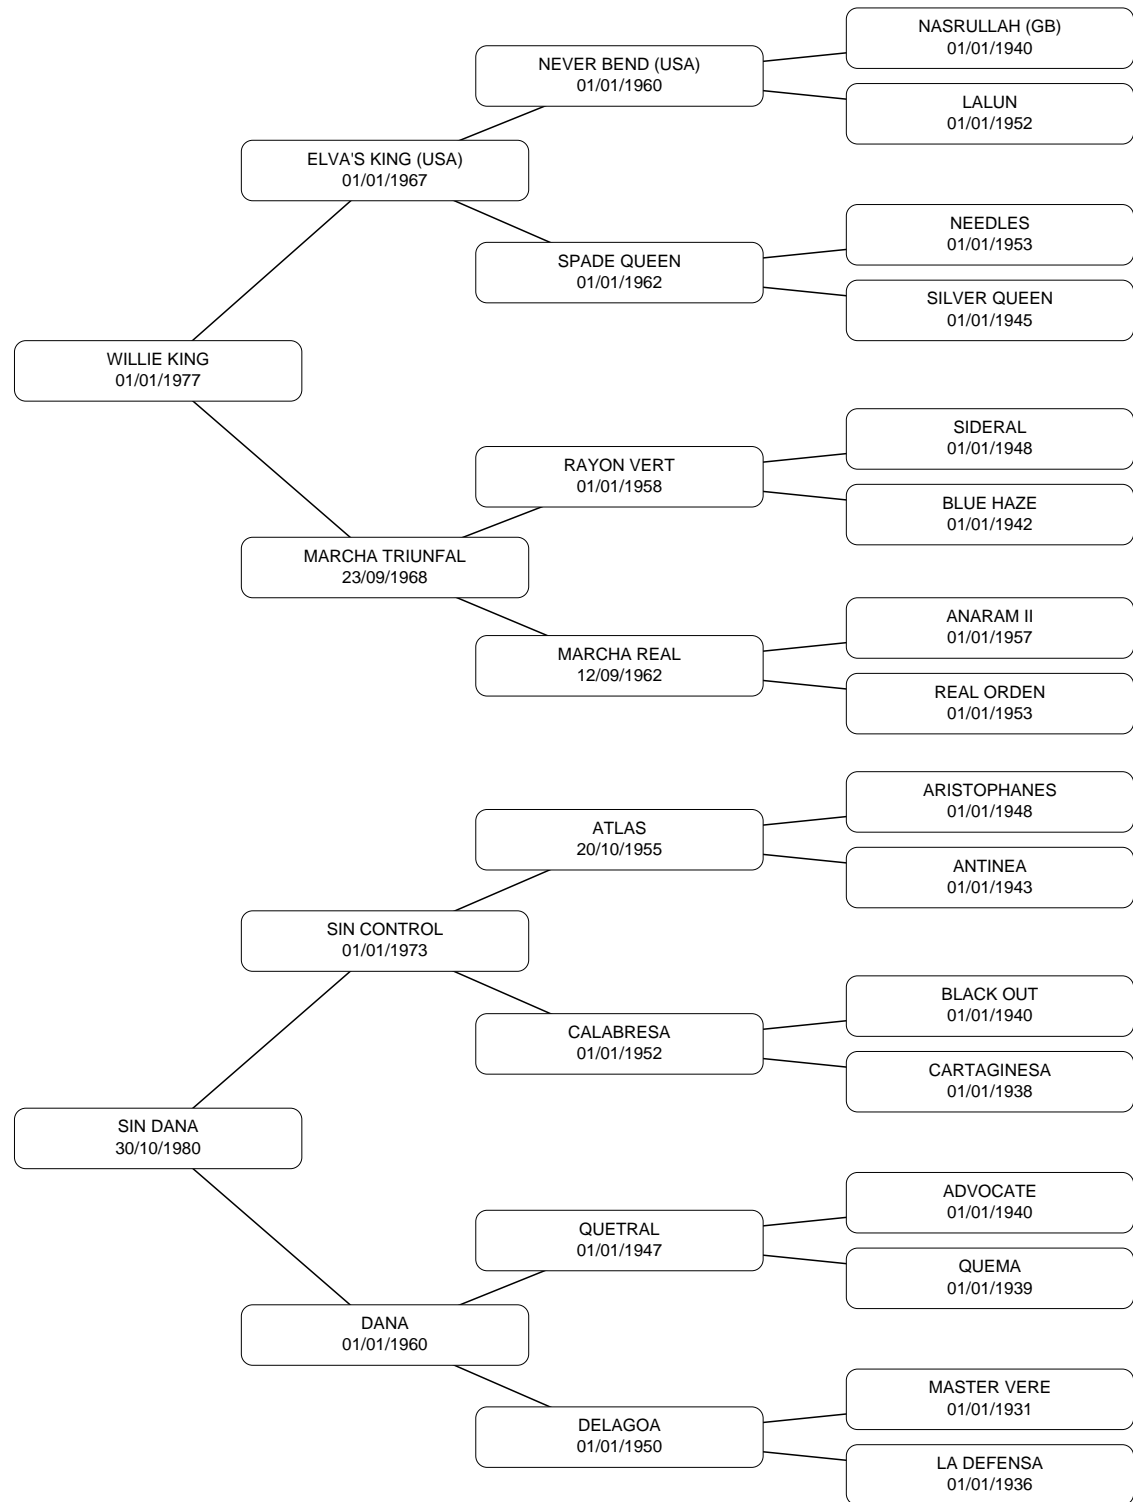 NASRULLAH (GB)
01/01/1940
NEVER BEND (USA)
01/01/1960
LALUN
01/01/1952
ELVA'S KING (USA)
01/01/1967
NEEDLES
01/01/1953
SPADE QUEEN
01/01/1962
SILVER QUEEN
01/01/1945
WILLIE KING
01/01/1977
SIDERAL
01/01/1948
RAYON VERT
01/01/1958
BLUE HAZE
01/01/1942
MARCHA TRIUNFAL
23/09/1968
ANARAM II
01/01/1957
MARCHA REAL
12/09/1962
REAL ORDEN
01/01/1953
ARISTOPHANES
01/01/1948
ATLAS
20/10/1955
ANTINEA
01/01/1943
SIN CONTROL
01/01/1973
BLACK OUT
01/01/1940
CALABRESA
01/01/1952
CARTAGINESA
01/01/1938
SIN DANA
30/10/1980
ADVOCATE
01/01/1940
QUETRAL
01/01/1947
QUEMA
01/01/1939
DANA
01/01/1960
MASTER VERE
01/01/1931
DELAGOA
01/01/1950
LA DEFENSA
01/01/1936